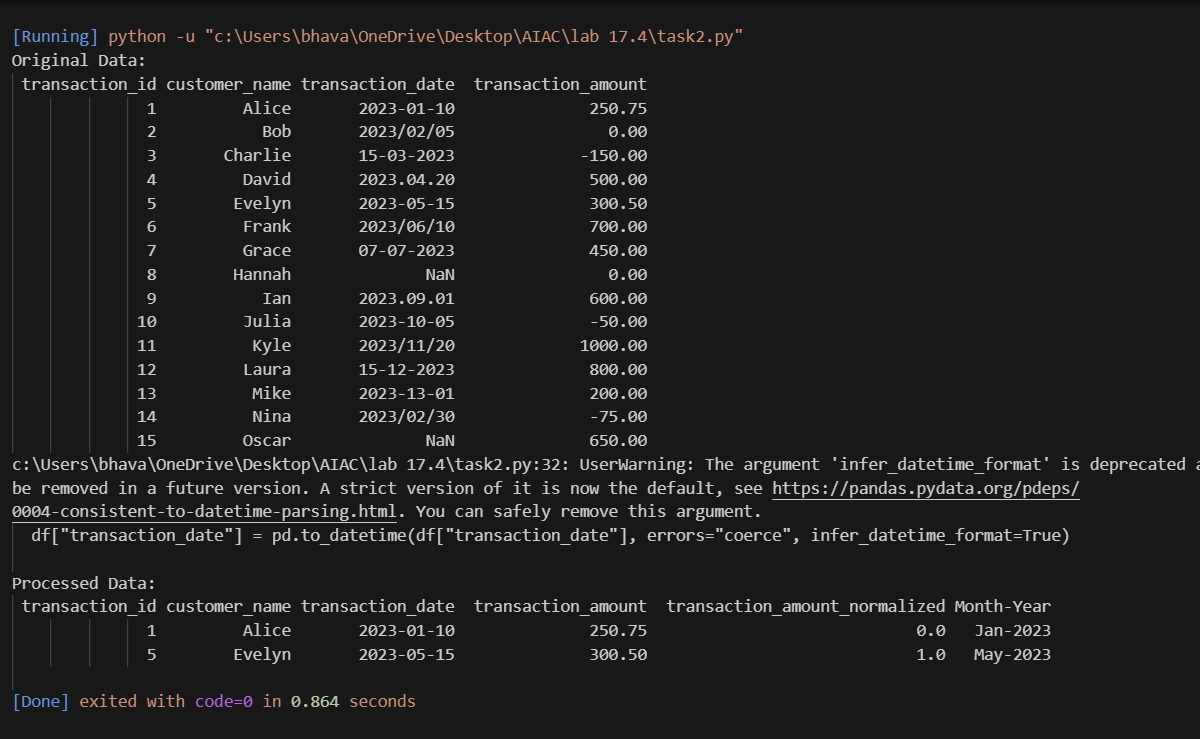 [Running] python -u "c:\Users\bhava\OneDrive\Desktop\AIAC\lab 17.4\task2.py"
Original Data:
 transaction_id customer_name transaction_date  transaction_amount
              1         Alice       2023-01-10              250.75
              2           Bob       2023/02/05                0.00
              3       Charlie       15-03-2023             -150.00
              4         David       2023.04.20              500.00
              5        Evelyn       2023-05-15              300.50
              6         Frank       2023/06/10              700.00
              7         Grace       07-07-2023              450.00
              8        Hannah              NaN                0.00
              9           Ian       2023.09.01              600.00
             10         Julia       2023-10-05              -50.00
             11          Kyle       2023/11/20             1000.00
             12         Laura       15-12-2023              800.00
             13          Mike       2023-13-01              200.00
             14          Nina       2023/02/30              -75.00
             15         Oscar              NaN              650.00
c:\Users\bhava\OneDrive\Desktop\AIAC\lab 17.4\task2.py:32: UserWarning: The argument 'infer_datetime_format' is deprecated
be removed in a future version. A strict version of it is now the default, see https://pandas.pydata.org/pdeps/
0004-consistent-to-datetime-parsing.html. You can safely remove this argument.
  df["transaction_date"] = pd.to_datetime(df["transaction_date"], errors="coerce", infer_datetime_format=True)
Processed Data:
 transaction_id customer_name transaction_date  transaction_amount  transaction_amount_normalized Month-Year
              1         Alice       2023-01-10              250.75                            0.0   Jan-2023
              5        Evelyn       2023-05-15              300.50                            1.0   May-2023
[Done] exited with code=0 in 0.864 seconds